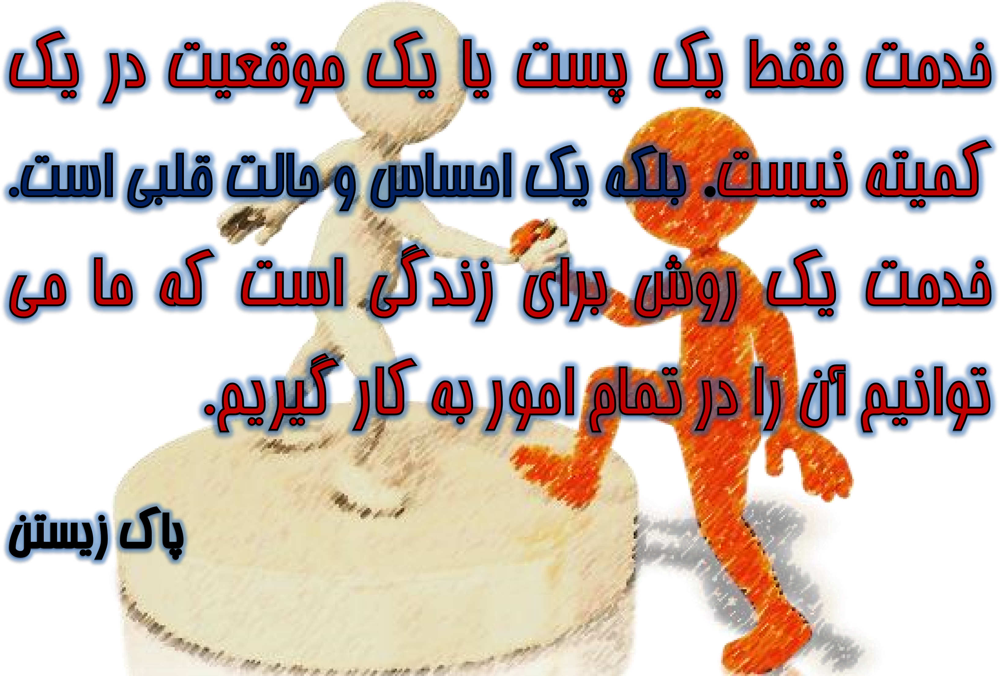 خدمت فقط یک پست یا یک موقعیت در یک
کمیته نیست. بلکه یک احساس و حالت قلبی است.
خدمت یک روش برای زندگی است که ما می
توانیم آن را در تمام امور به کار گیریم.
پاک زیستن